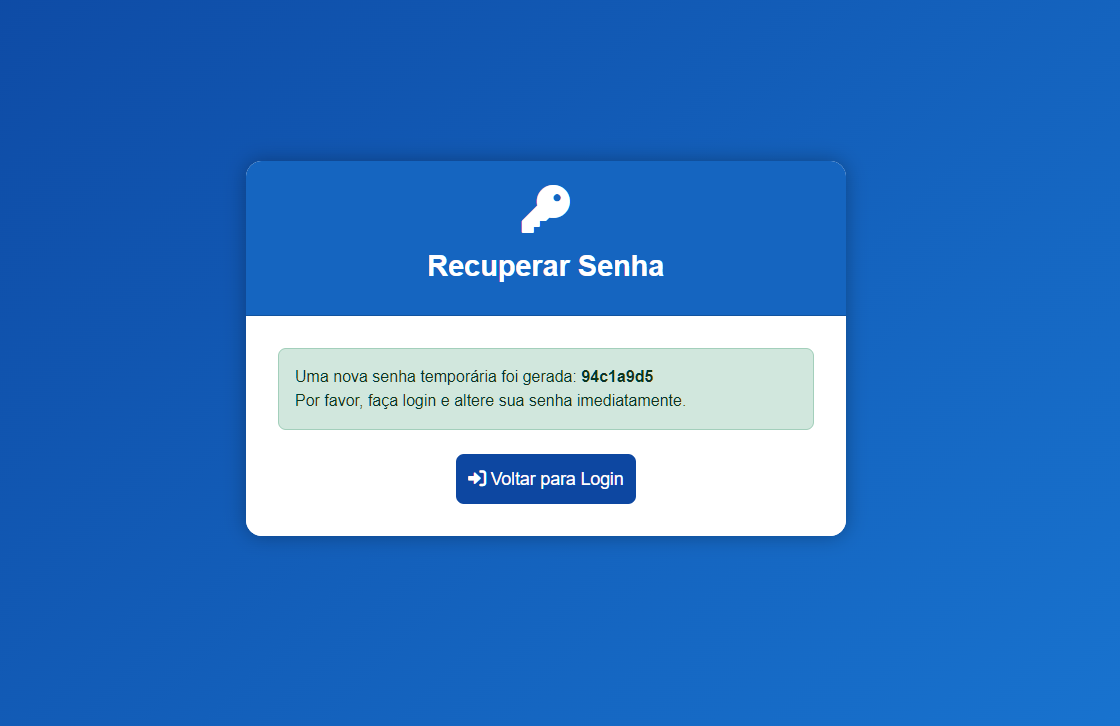 Recuperar Senha
Uma nova senha temporária foi gerada: 94c1a9d5
Por favor, faça login e altere sua senha imediatamente.
Voltar para Login